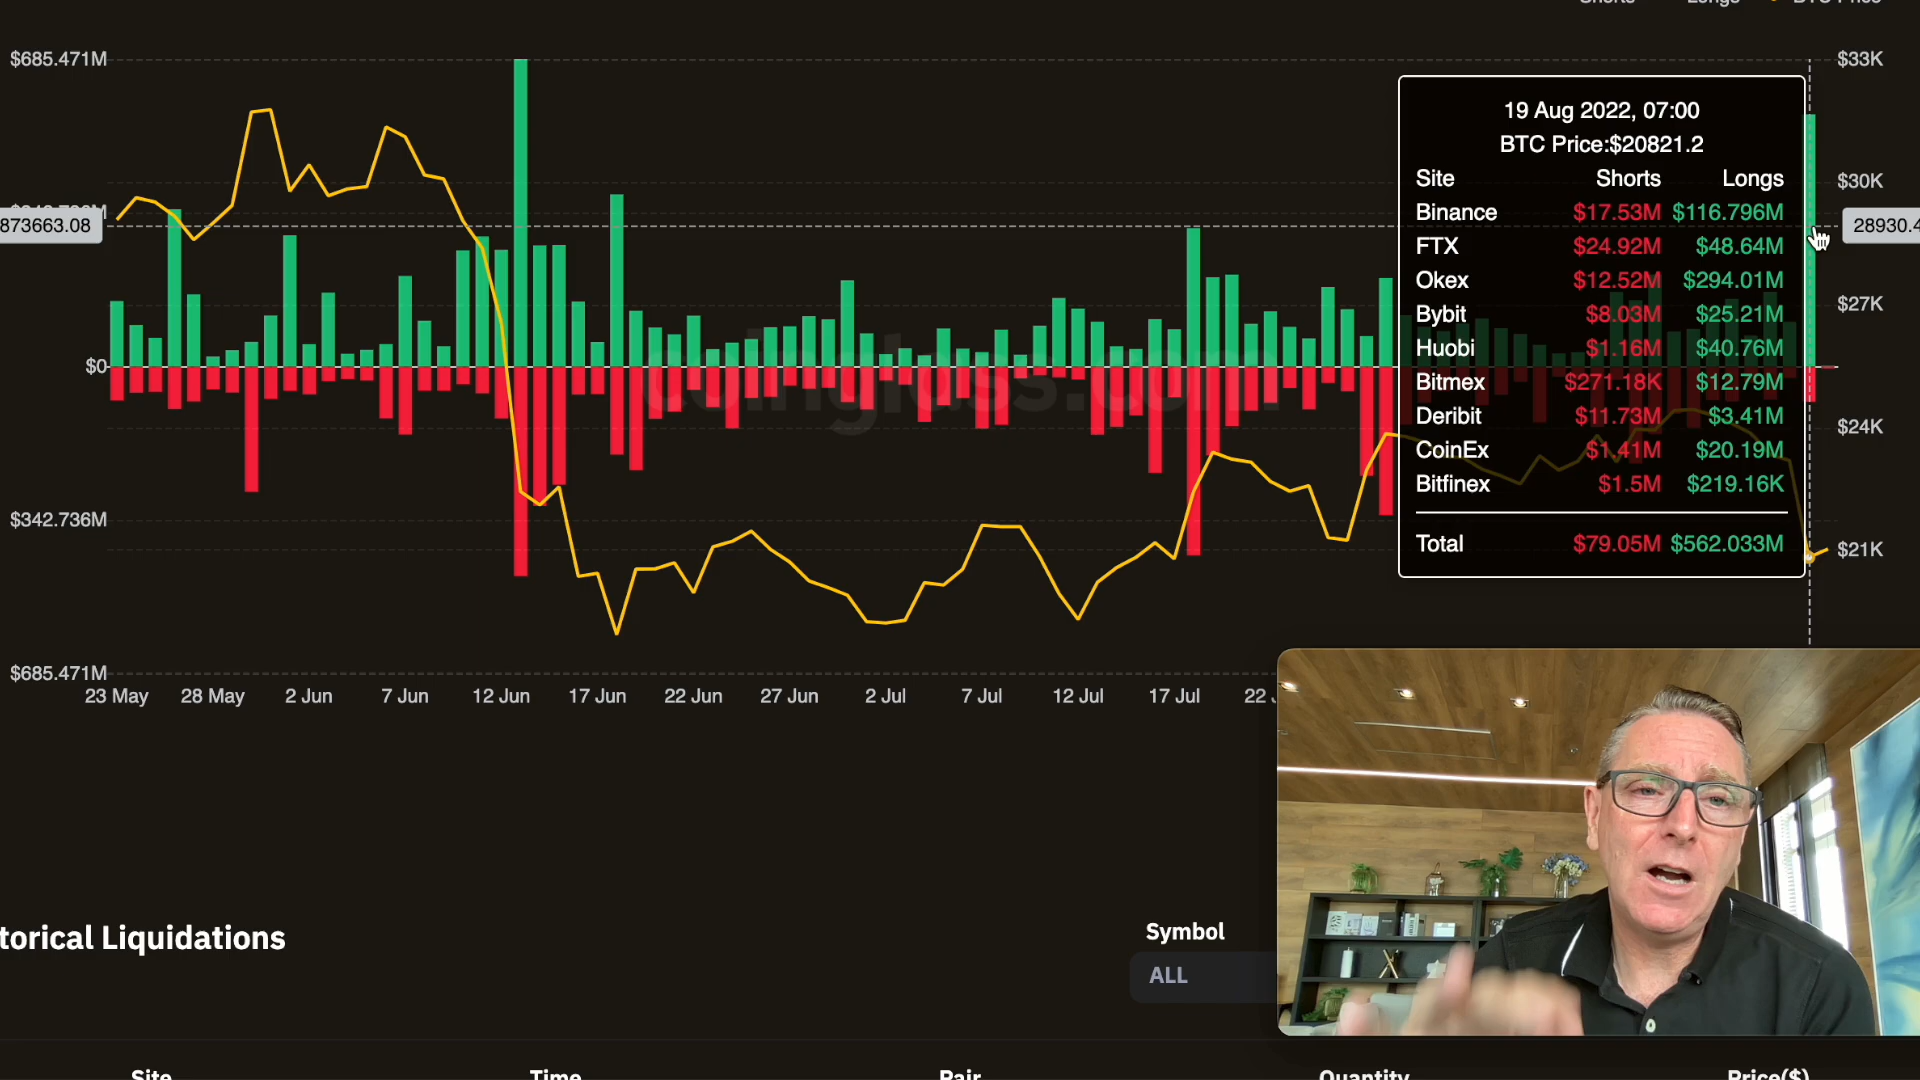 $685.471M
$33K
19 Aug 2022, 07:00
BTC Price:$20821.2
Site Shorts Longs
Binance $17.53M $116.796M
FTX $24.92M $48.64M
Okex $12.52M $294.01M
Bybit $8.03M $25.21M
Huobi $1.16M $40.76M
Bitmex $271.18K $12.79M
Deribit $11.73M $3.41M
CoinEx $1.41M $20.19M
Bitfinex $1.5M $219.16K
Total $79.05M $562.033M
$30K
873663.08
28930.4
$27K
$0
coinglass.com
$24K
$342.736M
$21K
$685.471M
23 May 28 May 2 Jun 7 Jun 12 Jun 17 Jun 22 Jun 27 Jun 2 Jul 7 Jul 12 Jul 17 Jul 22
torical Liquidations
Symbol
ALL
Site Time Pair Quantity Price($)